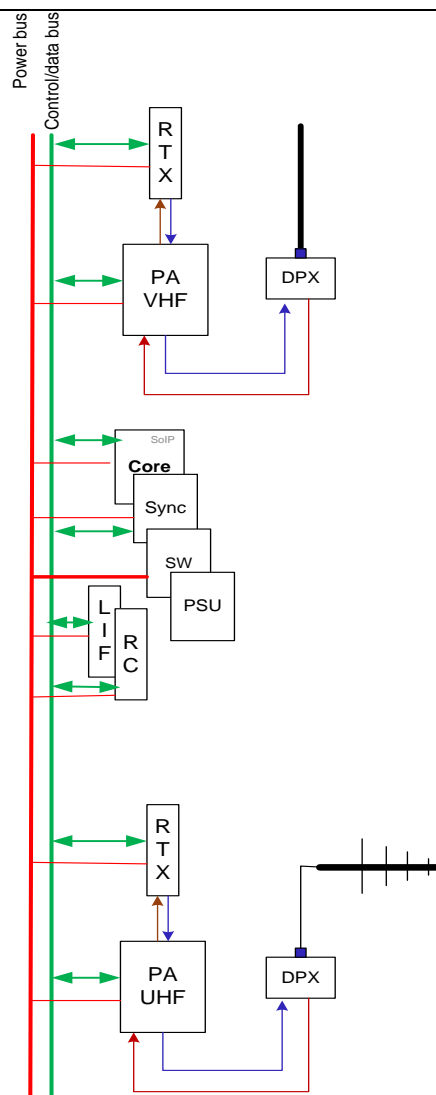 Power bus
Control/data bus
R
T
X
PA
VHF
DPX
SoIP
Core
Sync
SW
PSU
L
I
F
R
C
R
T
X
PA
UHF
DPX